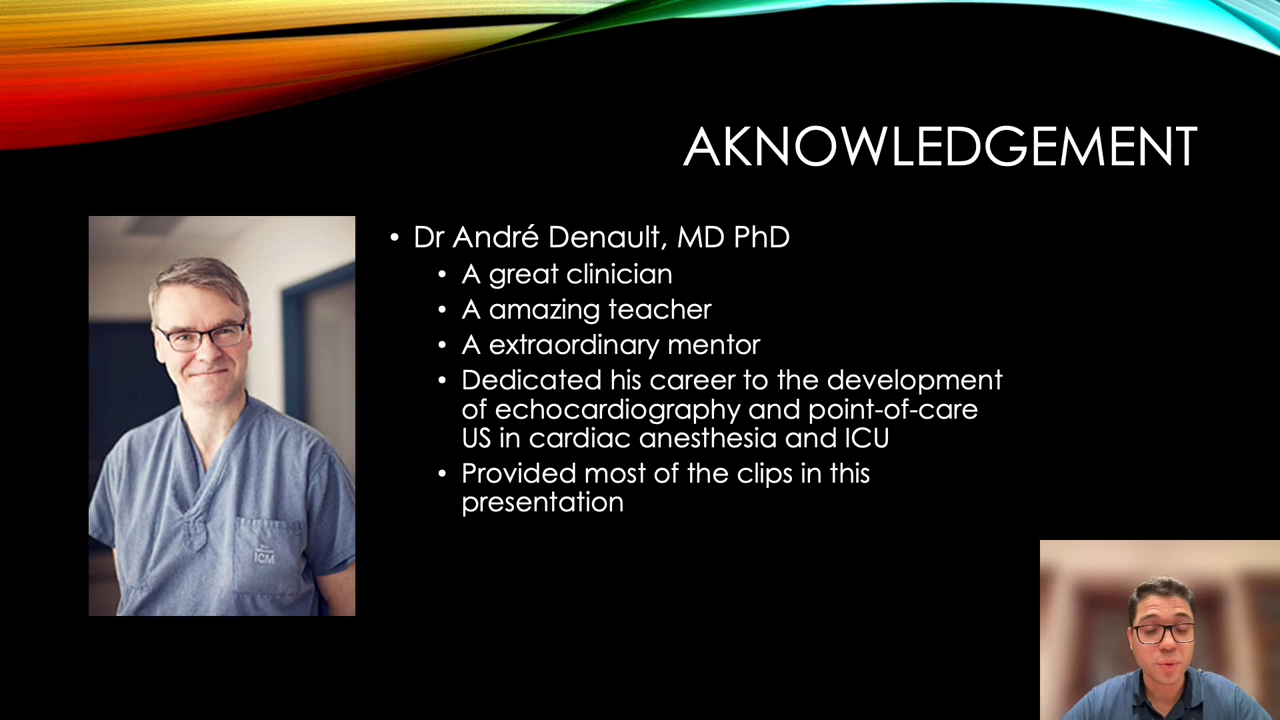 AKNOWLEDGEMENT
• Dr André Denault, MD PhD
• A great clinician
• A amazing teacher
• A extraordinary mentor
• Dedicated his career to the development
of echocardiography and point-of-care
US in cardiac anesthesia and ICU
• Provided most of the clips in this
presentation
ICM